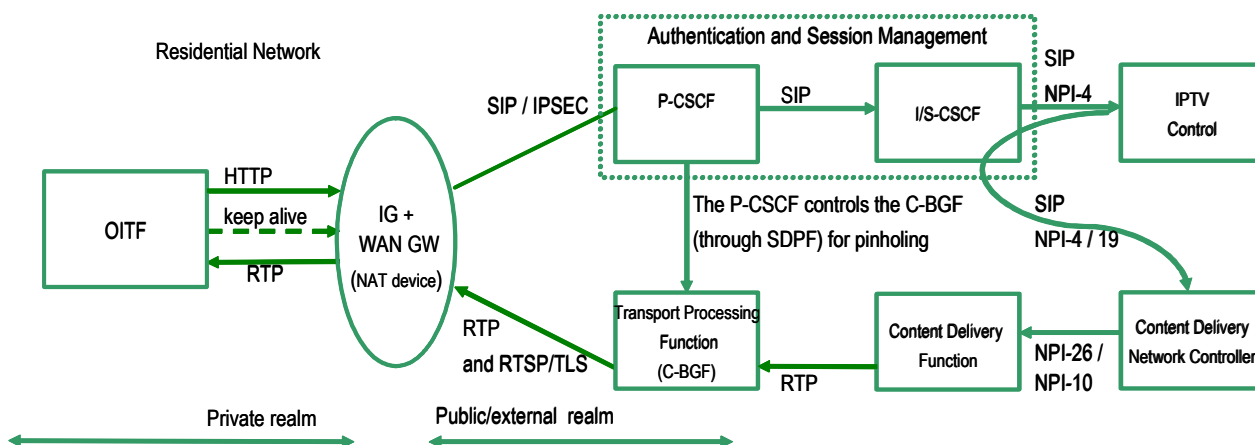 Residential Network
Authentication and Session Management
SIP / IPSEC
P-CSCF
SIP
I/S-CSCF
SIP
NPI-4
IPTV
Control
OITF
HTTP
keep alive
RTP
IG +
WAN GW
(NAT device)
The P-CSCF controls the C-BGF
(through SDPF) for pinholing
SIP
NPI-4 / 19
RTP
and RTSP/TLS
Transport Processing
Function
(C-BGF)
RTP
Content Delivery
Function
NPI-26 /
NPI-10
Content Delivery
Network Controller
Private realm
Public/external realm